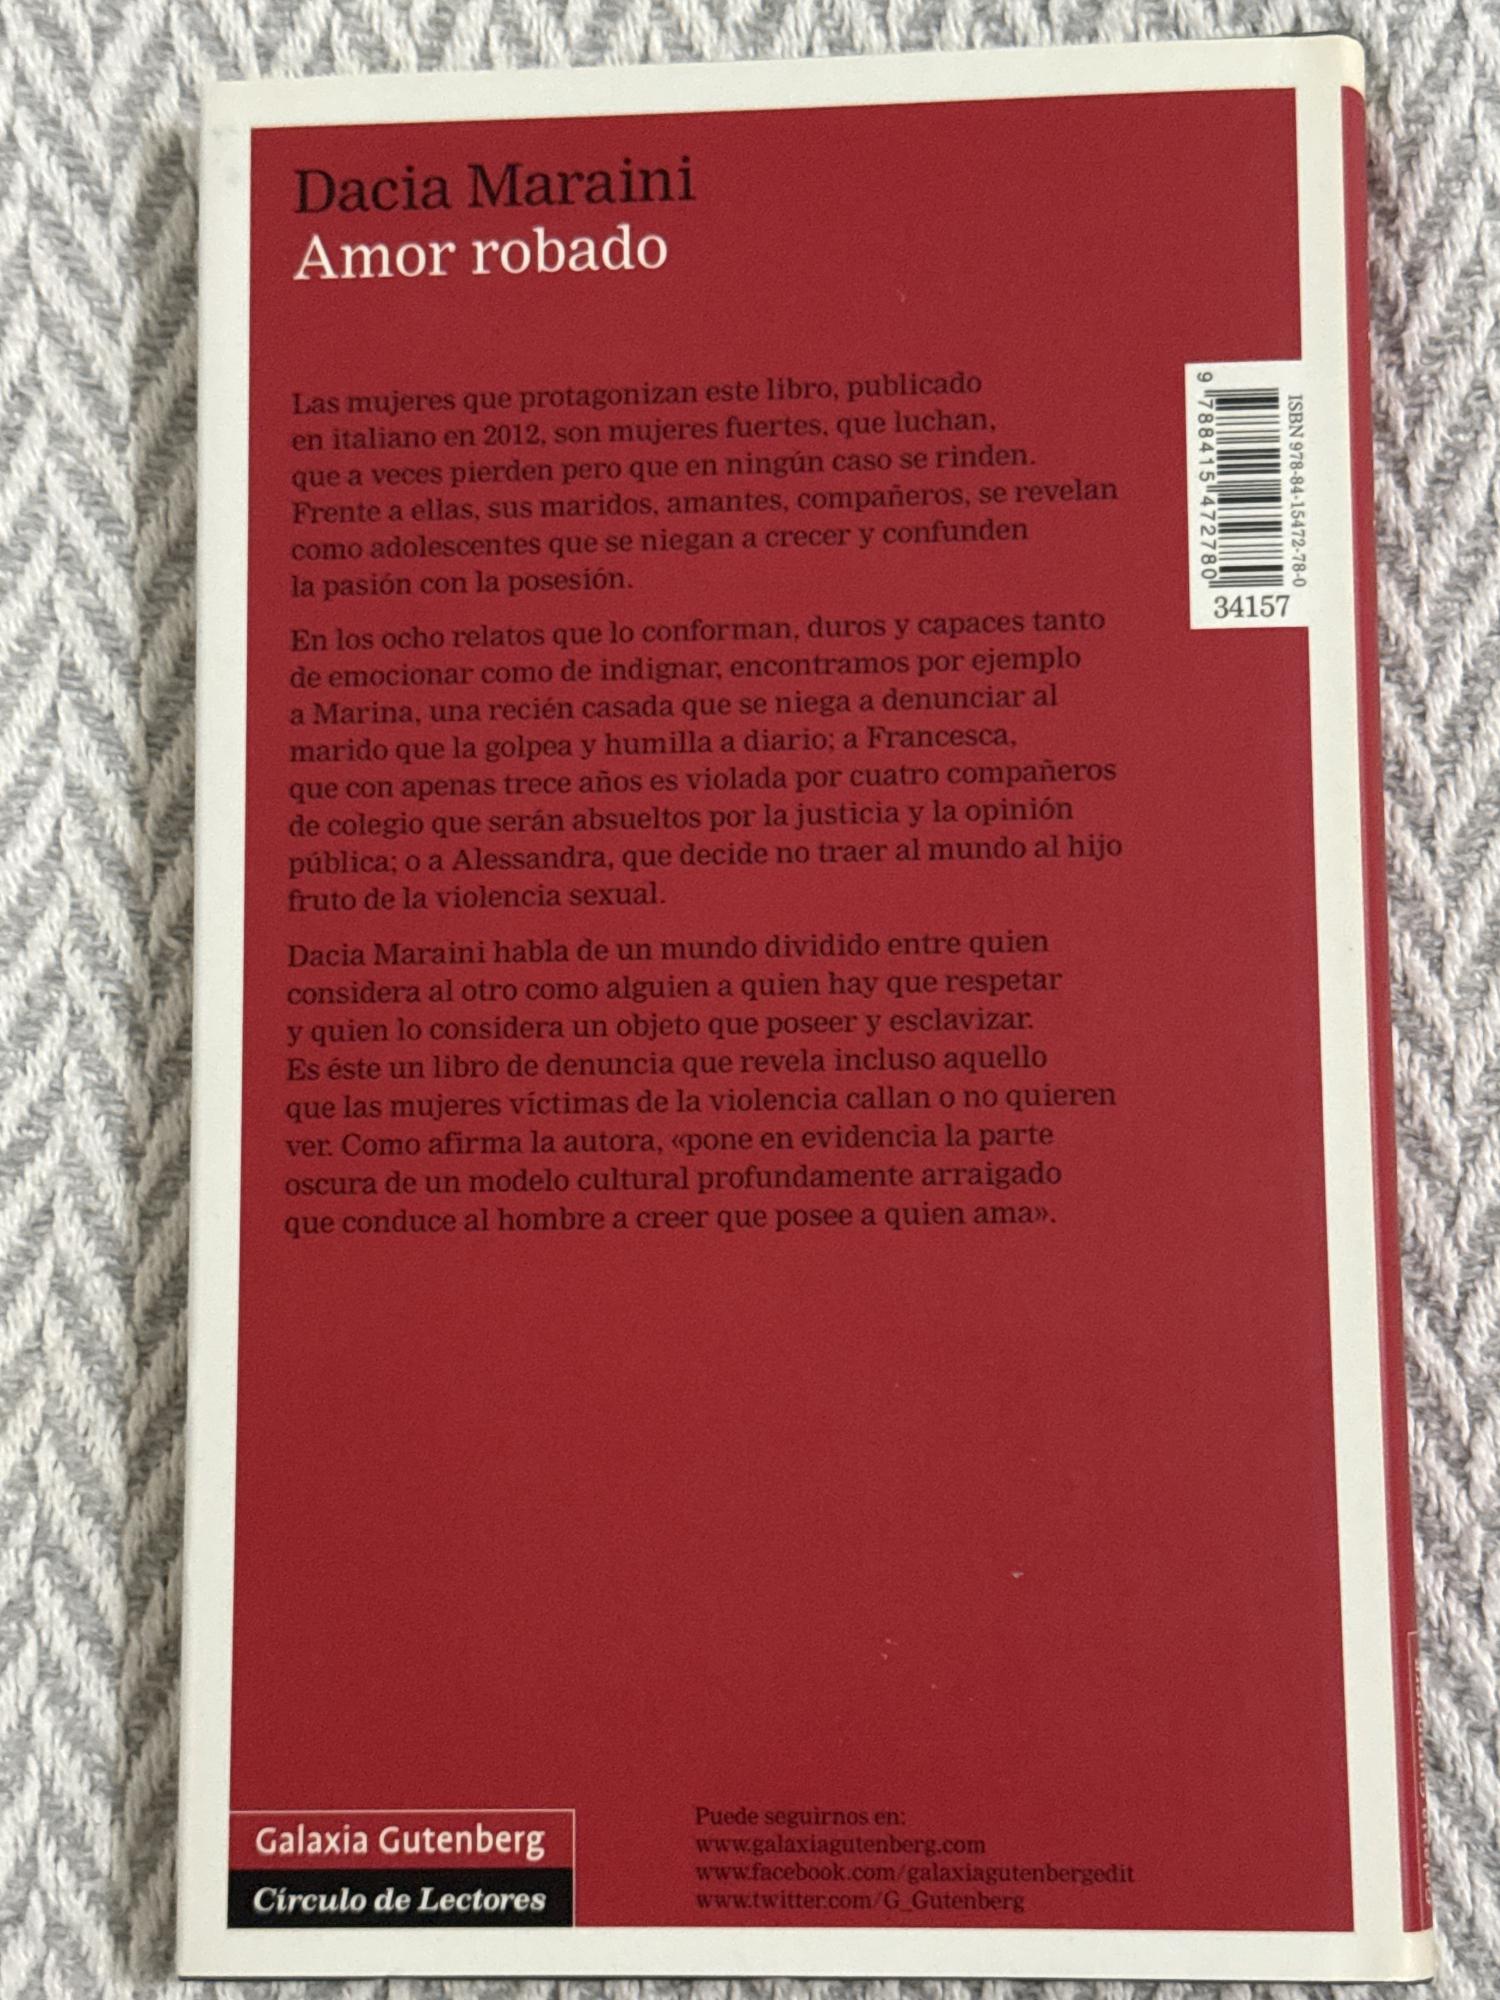 Dacia Maraini
Amor robado
Las mujeres que protagonizan este libro, publicado
en italiano en 2012, son mujeres fuertes, que luchan,
que a veces pierden pero que en ningún caso se rinden.
Frente a ellas, sus maridos, amantes, compañeros, se revelan
como adolescentes que se niegan a crecer y confunden
la pasión con la posesión.
En los ocho relatos que lo conforman, duros y capaces tanto
de emocionar como de indignar, encontramos por ejemplo
a Marina, una recién casada que se niega a denunciar al
marido que la golpea y humilla a diario; a Francesca,
que con apenas trece años es violada por cuatro compañeros
de colegio que serán absueltos por la justicia y la opinión
pública; o a Alessandra, que decide no traer al mundo al hijo
fruto de la violencia sexual.
Dacia Maraini habla de un mundo dividido entre quien
considera al otro como alguien a quien hay que respetar
y quien lo considera un objeto que poseer y esclavizar.
Es éste un libro de denuncia que revela incluso aquello
que las mujeres víctimas de la violencia callan o no quieren
ver. Como afirma la autora, «pone en evidencia la parte
oscura de un modelo cultural profundamente arraigado
que conduce al hombre a creer que posee a quien ama».
ISBN 978-84-15472-78-0
9 788415 472780
34157
Galaxia Gutenberg
Círculo de Lectores
Puede seguirnos en:
www.galaxiagutenberg.com
www.facebook.com/galaxiagutenbergedit
www.twitter.com/G_Gutenberg
Galaxia Gutenberg